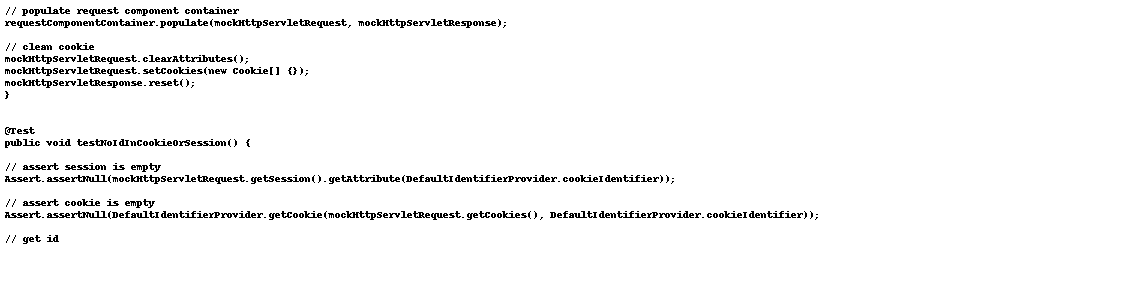 // populate request component container
requestComponentContainer.populate(mockHttpServletRequest, mockHttpServletResponse);
// clean cookie
mockHttpServletRequest.clearAttributes();
mockHttpServletRequest.setCookies(new Cookie[] {});
mockHttpServletResponse.reset();
}
@Test
public void testNoIdInCookieOrSession() {
// assert session is empty
Assert.assertNull(mockHttpServletRequest.getSession().getAttribute(DefaultIdentifierProvider.cookieIdentifier));
// assert cookie is empty
Assert.assertNull(DefaultIdentifierProvider.getCookie(mockHttpServletRequest.getCookies(), DefaultIdentifierProvider.cookieIdentifier));
// get id